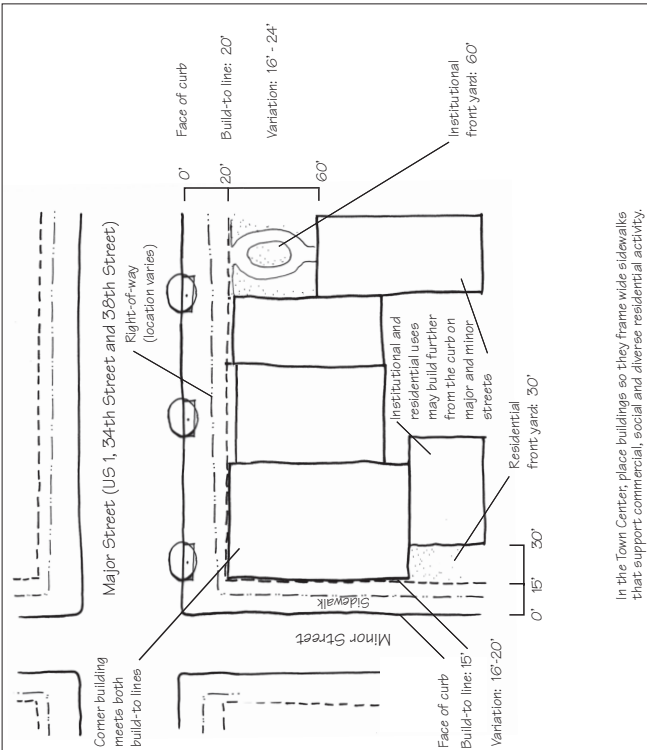 Face of curb
Build-to line: 20'
Variation: 16' - 24'
0'
20'
60'
Institutional
front yard: 60'
Major Street (US 1, 34th Street and 38th Street)
Right-of-way
(location varies)
Institutional and
residential uses
may build further
from the curb on
major and minor
streets
Residential
front yard: 30'
Corner building
meets both
build-to lines
Sidewalk
Minor Street
0'
15'
30'
Face of curb
Build-to line: 15'
Variation: 16'-20'
In the Town Center, place buildings so they frame wide sidewalks
that support commercial, social and diverse residential activity.